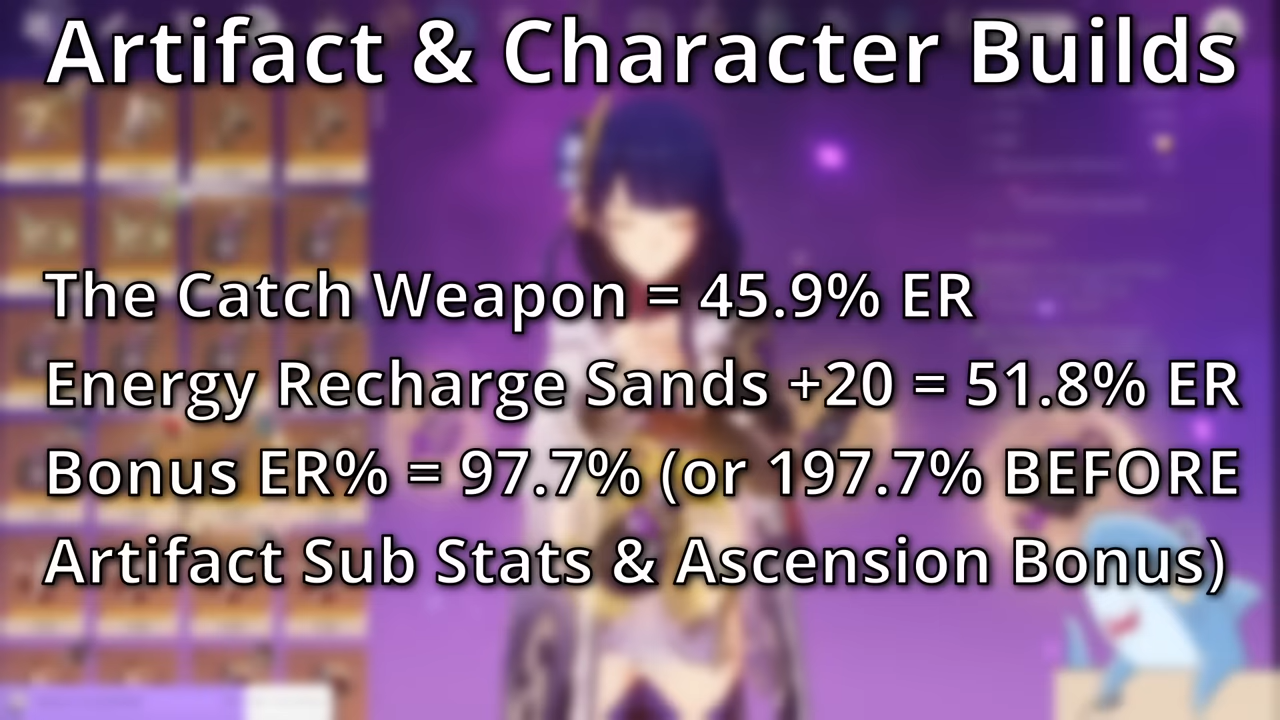 Artifact & Character Builds
The Catch Weapon = 45.9% ER
Energy Recharge Sands +20 = 51.8% ER
Bonus ER% = 97.7% (or 197.7% BEFORE
Artifact Sub Stats & Ascension Bonus)